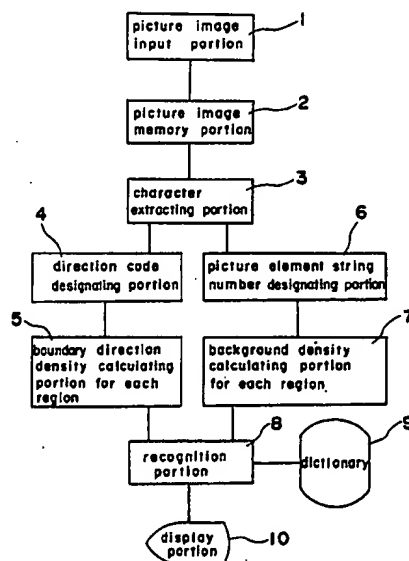 1
picture image
input portion
2
picture image
memory portion
3
character
extracting portion
4
direction code
designating portion
6
picture element string
number designating portion
5
boundary direction
density calculating
portion for each
region
7
background density
calculating portion
for each region
8
recognition
portion
9
dictionary
display
portion
10